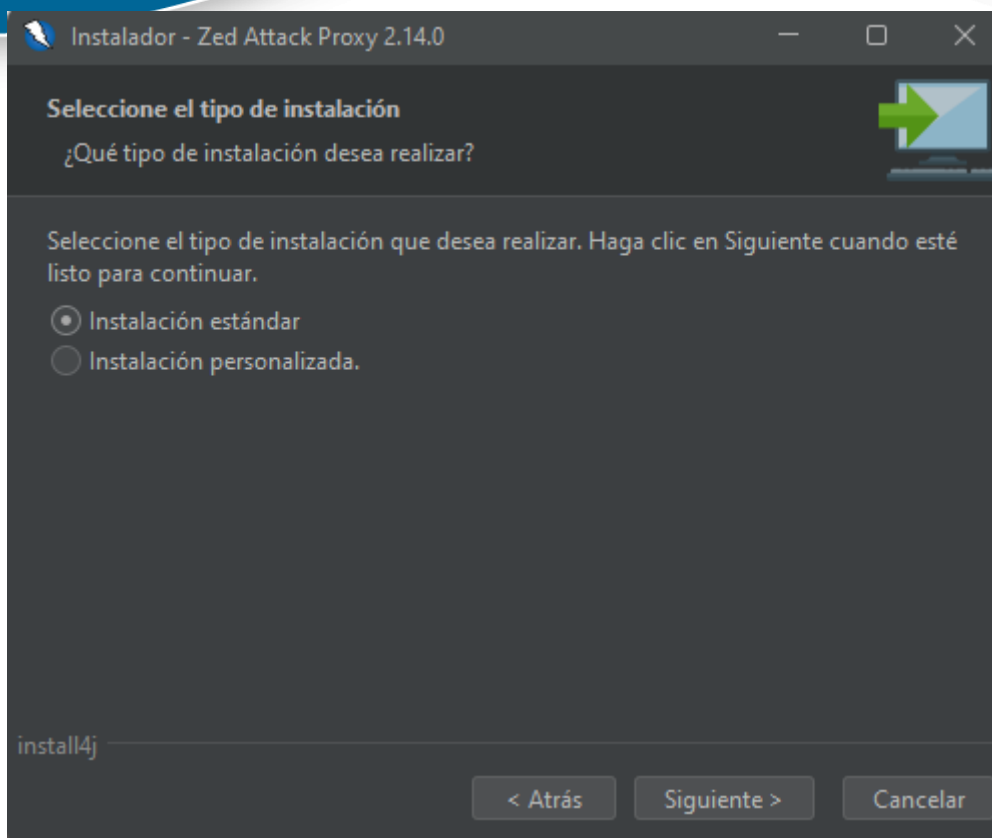 Instalador - Zed Attack Proxy 2.14.0
Seleccione el tipo de instalación
¿Qué tipo de instalación desea realizar?
Seleccione el tipo de instalación que desea realizar. Haga clic en Siguiente cuando esté
listo para continuar.
Instalación estándar
Instalación personalizada.
install4j
< Atrás Siguiente > Cancelar